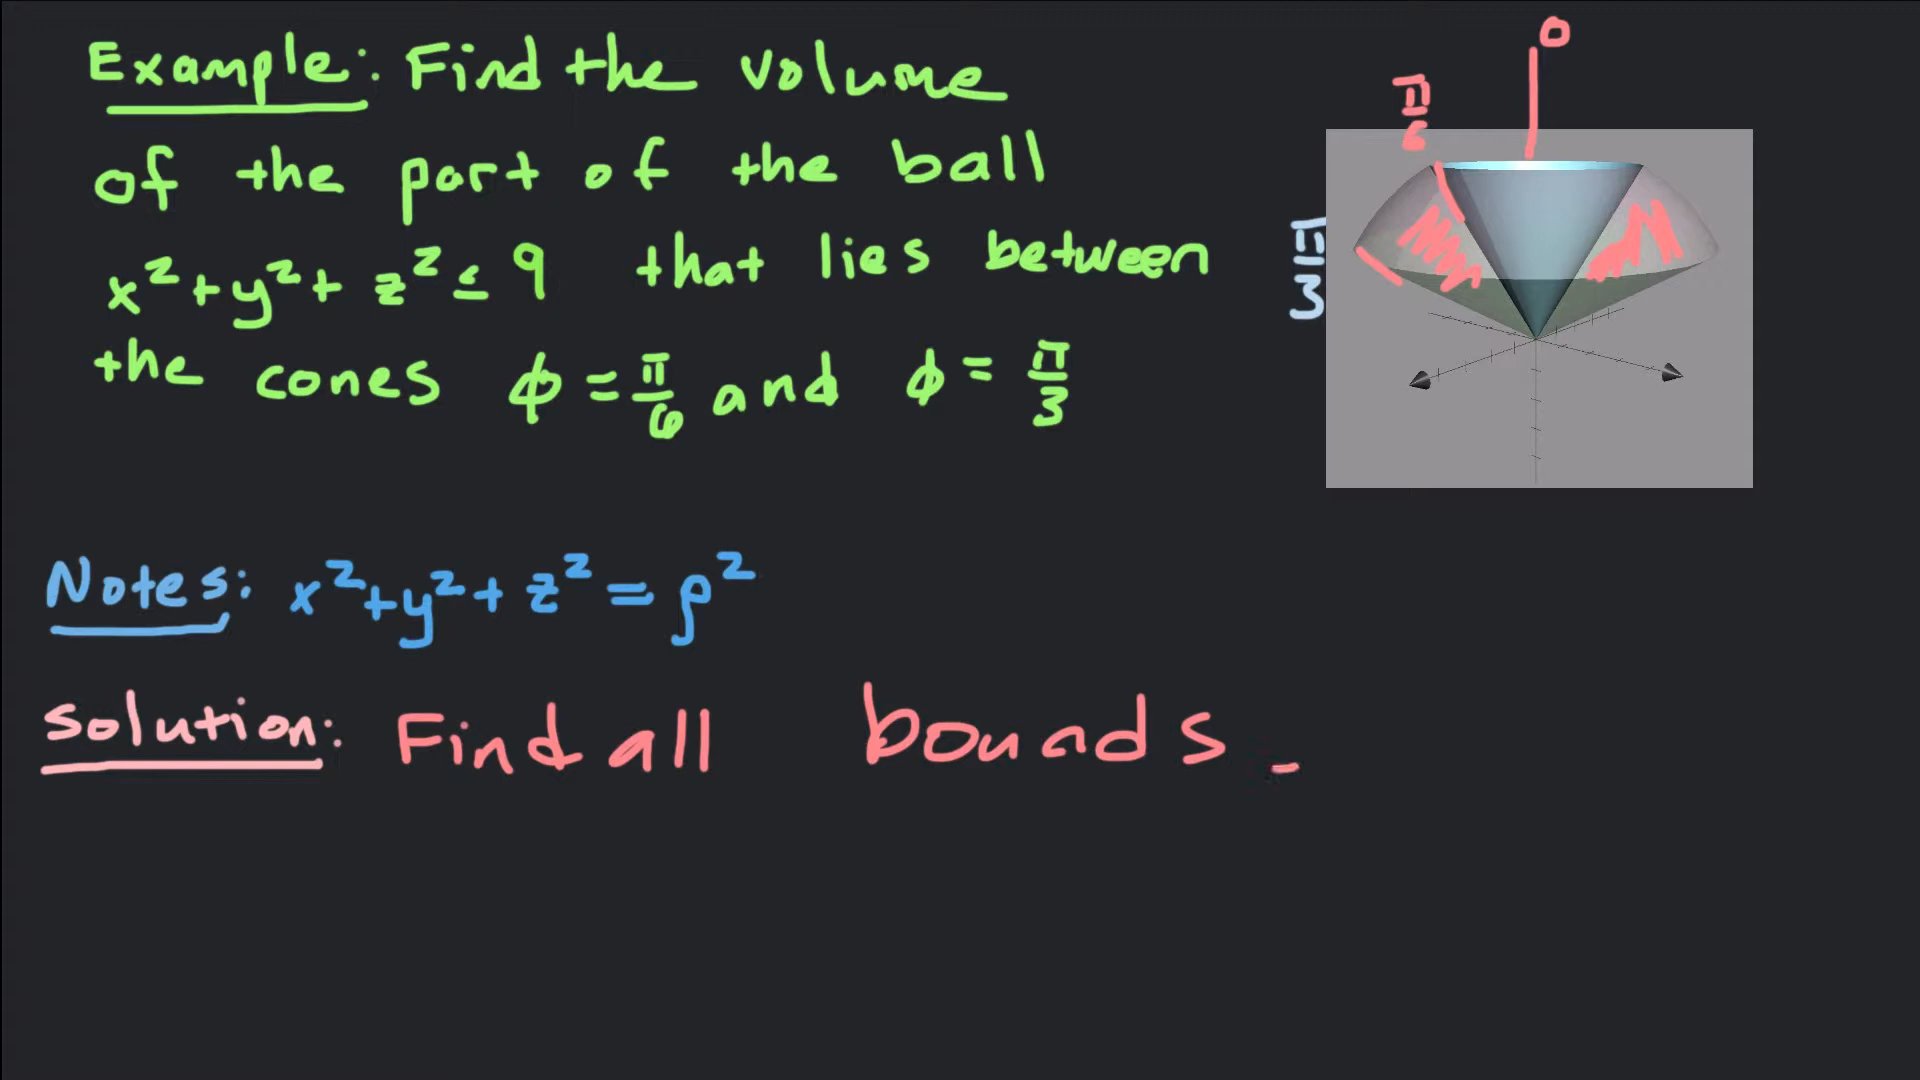 Example: Find the volume
of the part of the ball
x²+y²+z²≤9 that lies between
the cones ϕ=π/6 and ϕ=π/3
0
π/6
π/3
Notes: x²+y²+z²=ρ²
Solution: Find all bounds -